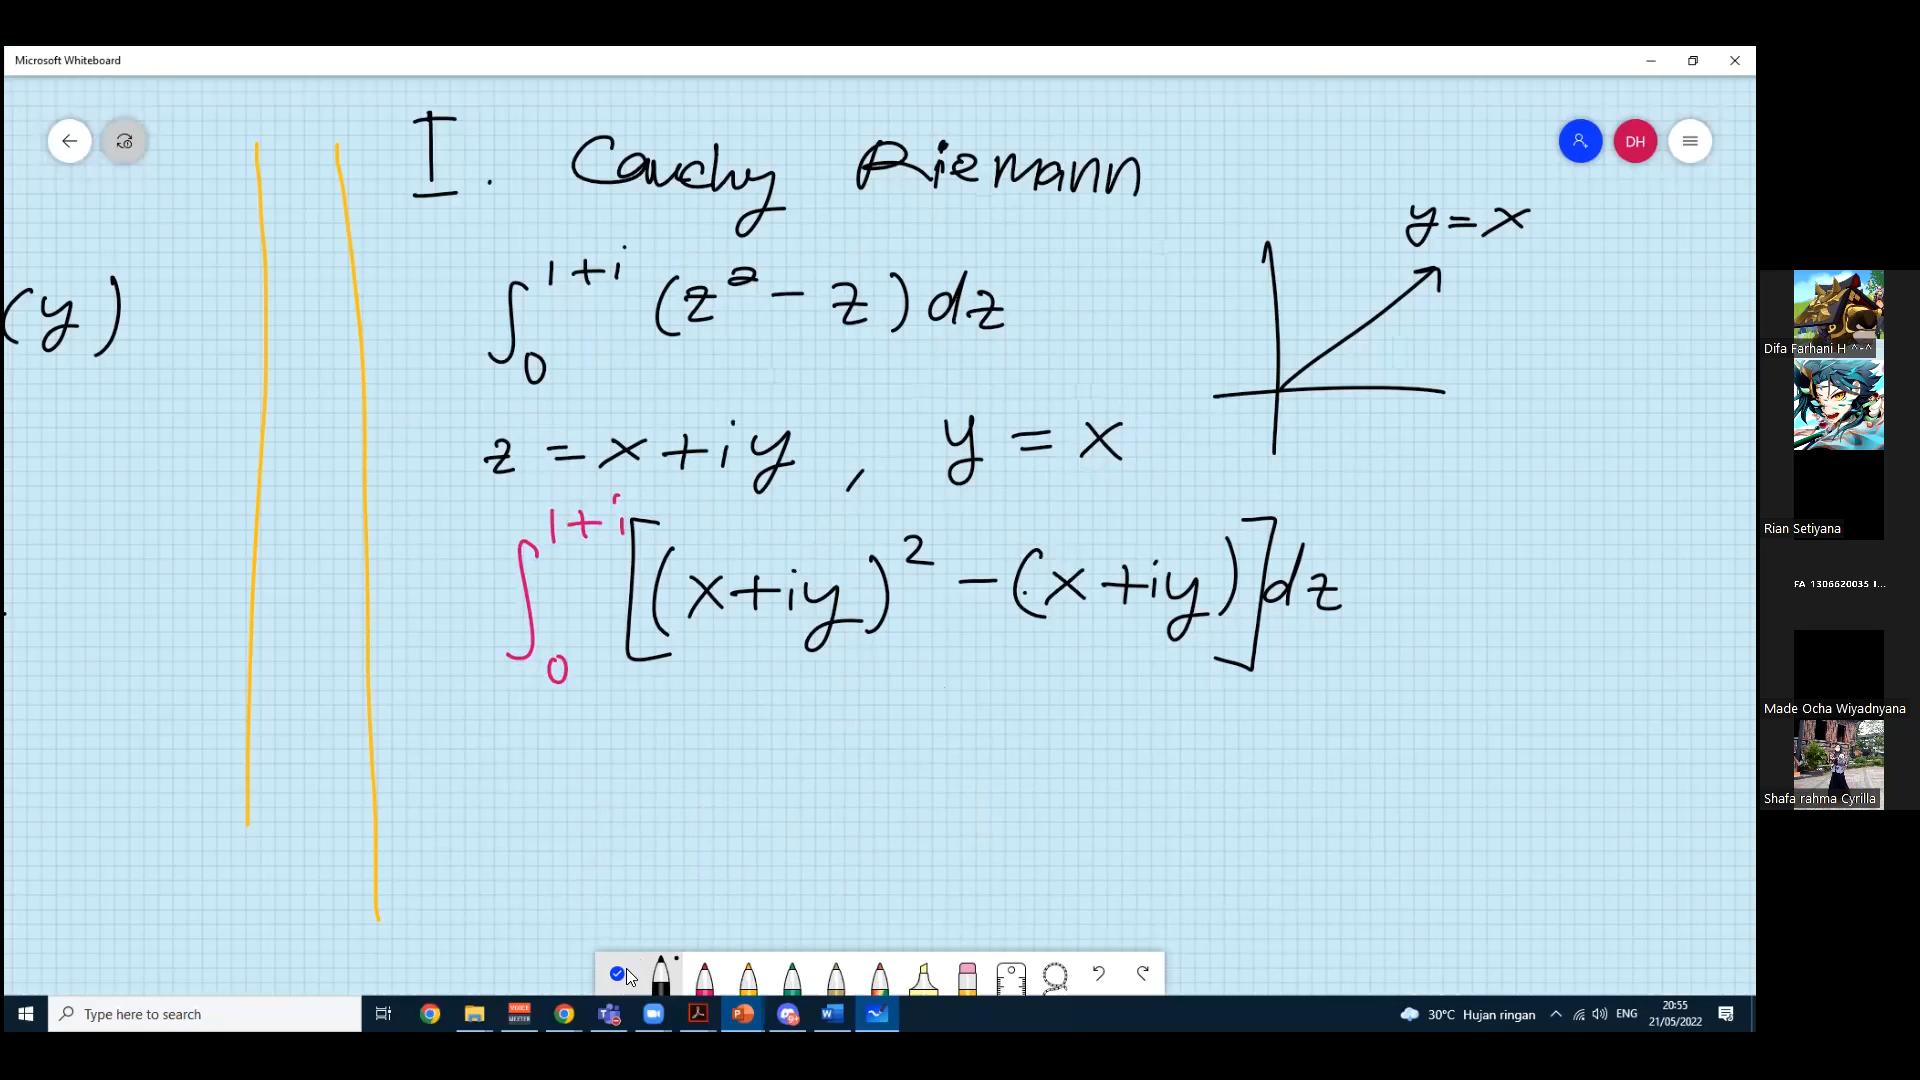 Microsoft Whiteboard
I. Cauchy Riemann
y = x
∫₀^{1+i} (z² - z) dz
(y)
z = x + iy , y = x
∫₀^{1+i} [(x+iy)² - (x+iy)] dz
DH
Difa Farhani H ^-^
Rian Setiyana
FA 1306620035 I...
Made Ocha Wiyadnyana
Shafa rahma Cyrilla
Type here to search
30°C Hujan ringan
ENG
20:55
21/05/2022